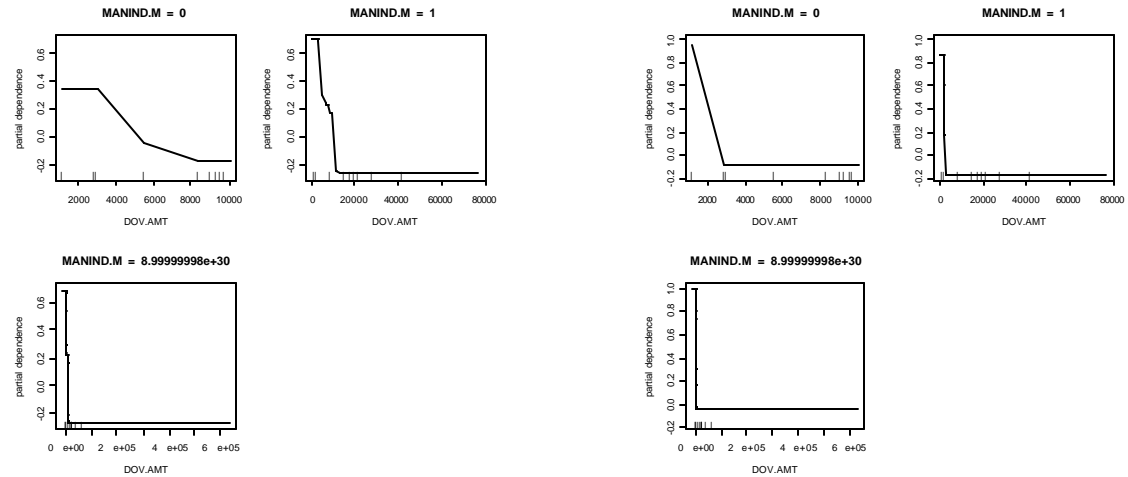 MANIND.M = 0
MANIND.M = 1
MANIND.M = 0
MANIND.M = 1
partial dependence
-0.2 0.0 0.2 0.4 0.6
2000 4000 6000 8000 10000
DOV.AMT
partial dependence
-0.2 0.0 0.2 0.4 0.6
0 20000 40000 60000 80000
DOV.AMT
partial dependence
-0.2 0.0 0.2 0.4 0.6 0.8 1.0
2000 4000 6000 8000 10000
DOV.AMT
partial dependence
-0.2 0.0 0.2 0.4 0.6 0.8 1.0
0 20000 40000 60000 80000
DOV.AMT
MANIND.M = 8.99999998e+30
MANIND.M = 8.99999998e+30
partial dependence
-0.2 0.0 0.2 0.4 0.6
0 e+00 2 e+05 4 e+05 6 e+05
DOV.AMT
partial dependence
-0.2 0.0 0.2 0.4 0.6 0.8 1.0
0 e+00 2 e+05 4 e+05 6 e+05
DOV.AMT